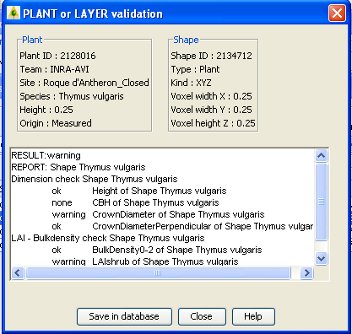 PLANT or LAYER validation
Plant
Plant ID : 2128016
Team : INRA-AVI
Site : Roque d'Antheron_Closed
Species : Thymus vulgaris
Height : 0.25
Origin : Measured
Shape
Shape ID : 2134712
Type : Plant
Kind : XYZ
Voxel width X : 0.25
Voxel width Y : 0.25
Voxel height Z : 0.25
RESULT:warning
REPORT: Shape Thymus vulgaris
Dimension check Shape Thymus vulgaris
ok Height of Shape Thymus vulgaris
none CBH of Shape Thymus vulgaris
warning CrownDiameter of Shape Thymus vulgaris
ok CrownDiameterPerpendicular of Shape Thymus vulgaris
LAI - Bulkdensity check Shape Thymus vulgaris
ok BulkDensity0-2 of Shape Thymus vulgaris
warning LAIshrub of Shape Thymus vulgaris
Save in database Close Help